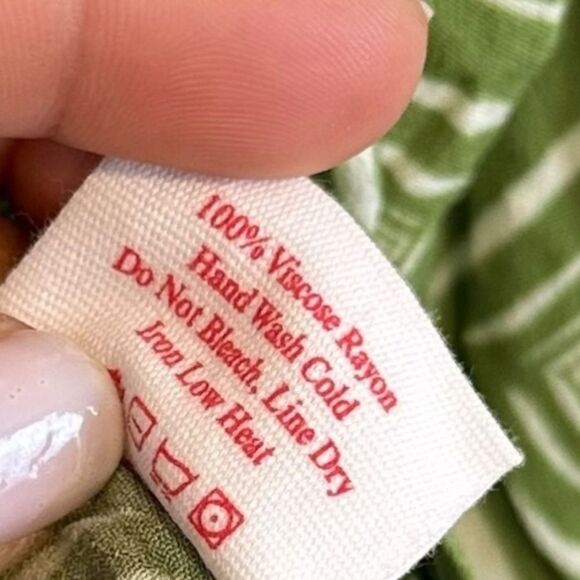 100% Viscose Rayon
Hand Wash Cold
Do Not Bleach, Line Dry
Iron Low Heat